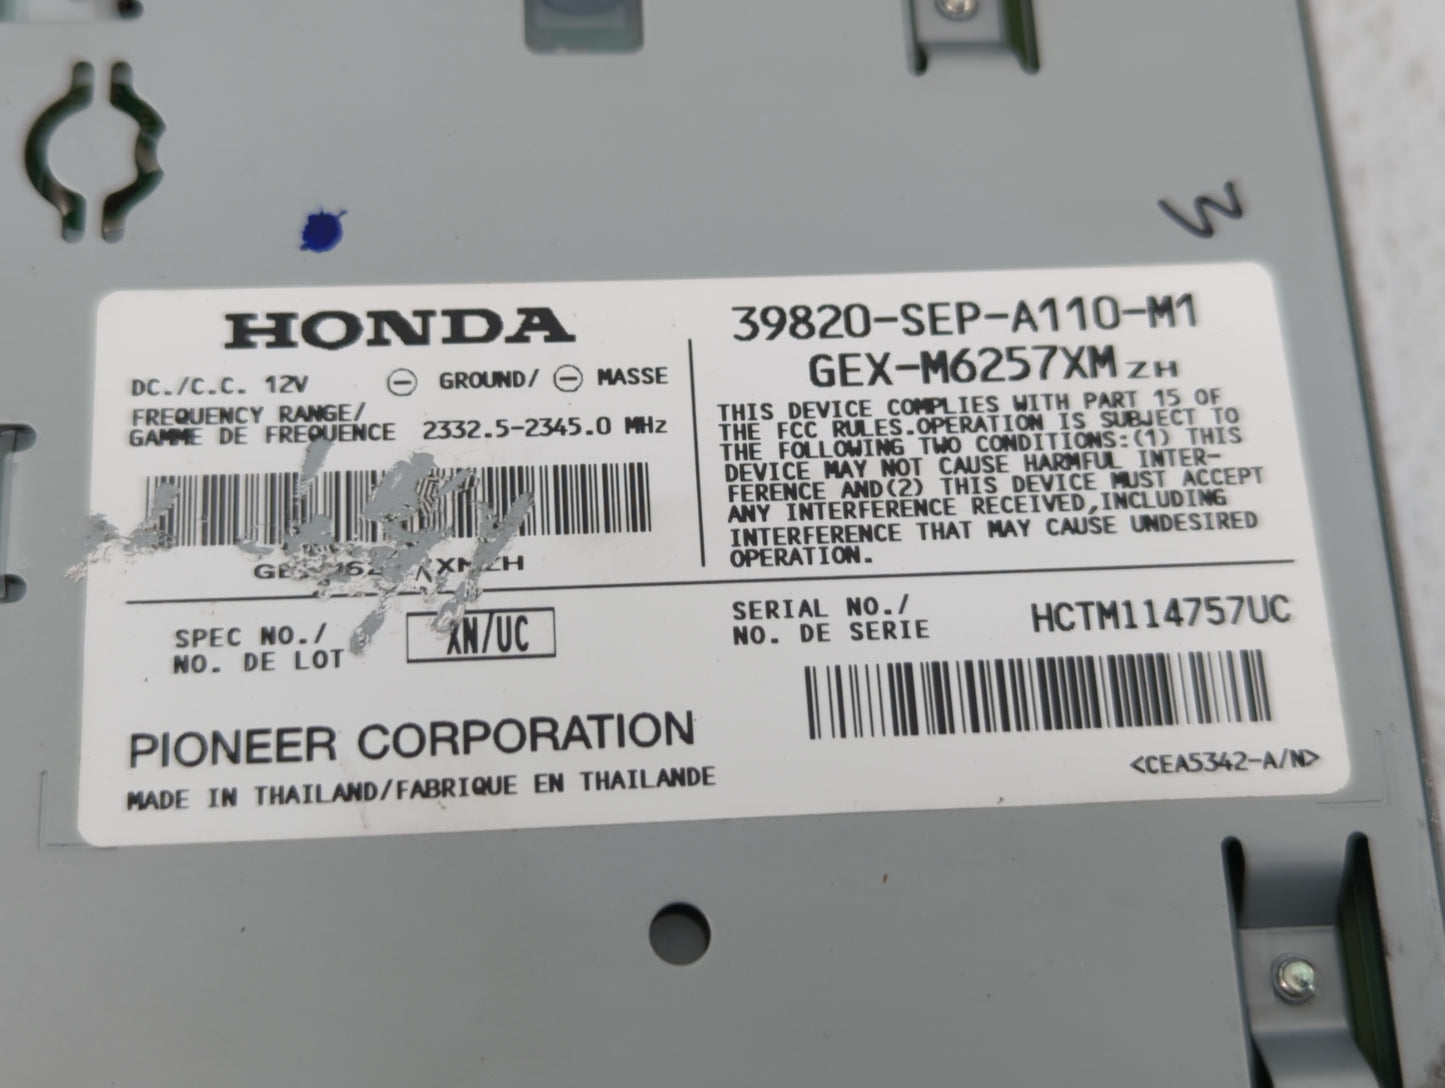 W
HONDA
DC./C.C. 12V ⊖ GROUND/ ⊖ MASSE
FREQUENCY RANGE/
GAMME DE FREQUENCE 2332.5-2345.0 MHz
SPEC NO./
NO. DE LOT
XN/UC
PIONEER CORPORATION
MADE IN THAILAND/FABRIQUE EN THAILANDE
39820-SEP-A110-M1
GEX-M6257XM ZH
THIS DEVICE COMPLIES WITH PART 15 OF
THE FCC RULES.OPERATION IS SUBJECT TO
THE FOLLOWING TWO CONDITIONS:(1) THIS
DEVICE MAY NOT CAUSE HARMFUL INTER-
FERENCE AND(2) THIS DEVICE MUST ACCEPT
ANY INTERFERENCE RECEIVED,INCLUDING
INTERFERENCE THAT MAY CAUSE UNDESIRED
OPERATION.
SERIAL NO./
NO. DE SERIE
HCTM114757UC
<CEA5342-A/N>